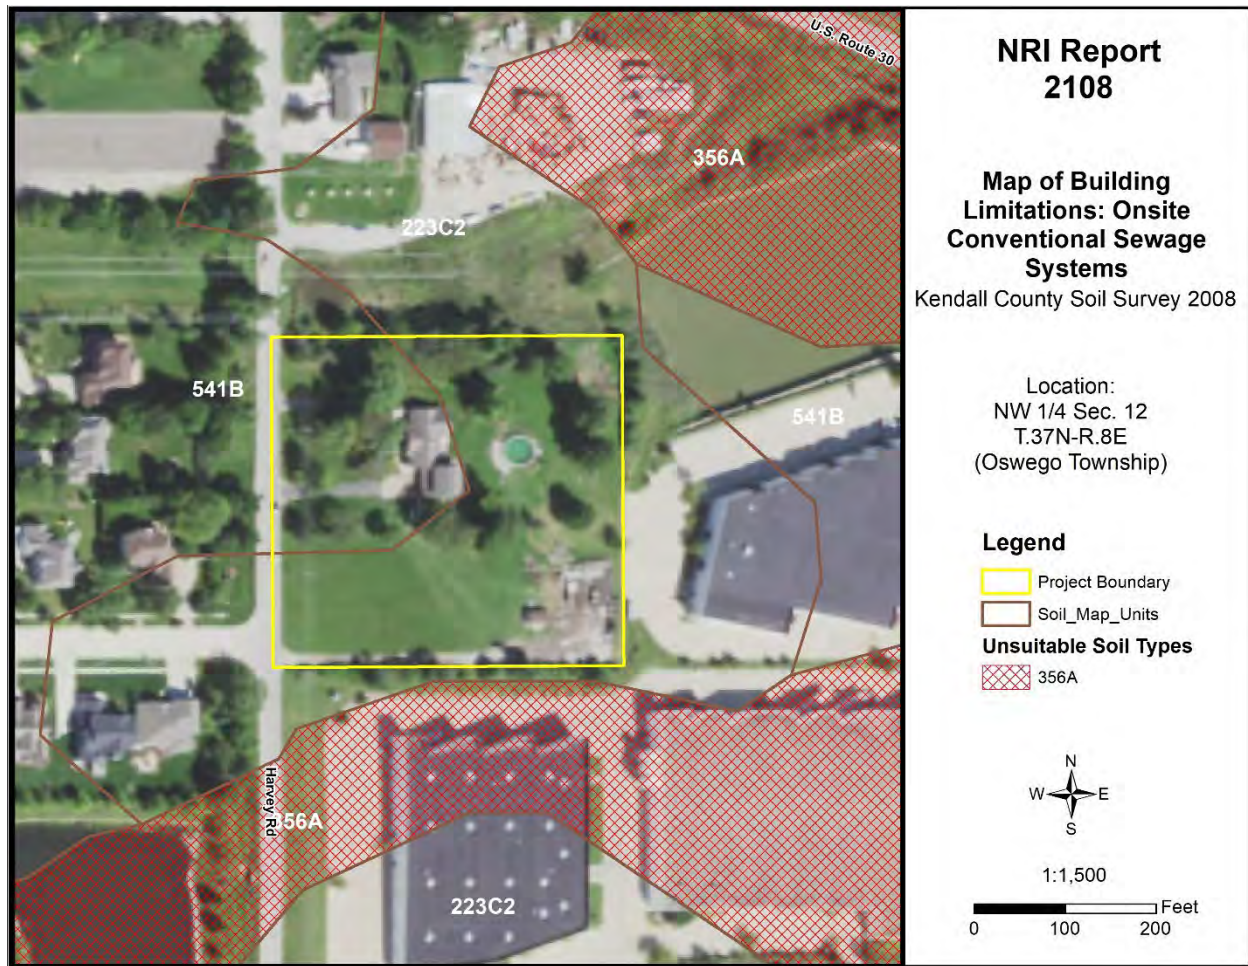 U.S. Route 30
356A
223C2
541B
541B
Harvey Rd
356A
223C2
NRI Report
2108
Map of Building
Limitations: Onsite
Conventional Sewage
Systems
Kendall County Soil Survey 2008
Location:
NW 1/4 Sec. 12
T.37N-R.8E
(Oswego Township)
Legend
Project Boundary
Soil_Map_Units
Unsuitable Soil Types
356A
N
W E
S
1:1,500
Feet
0 100 200